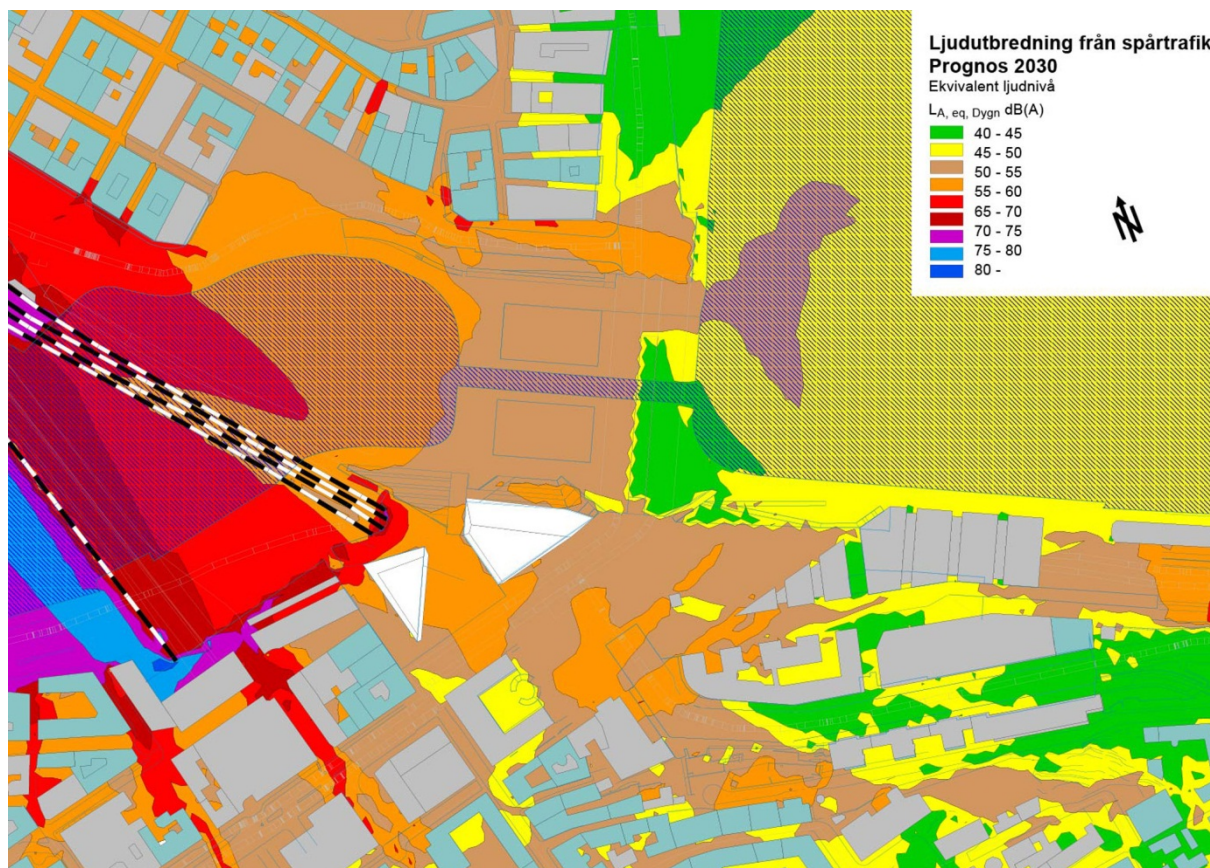 Ljudutbredning från spårtrafik
Prognos 2030
Ekvivalent ljudnivå
LA, eq, Dygn dB(A)
40 - 45
45 - 50
50 - 55
55 - 60
65 - 70
70 - 75
75 - 80
80 -
N